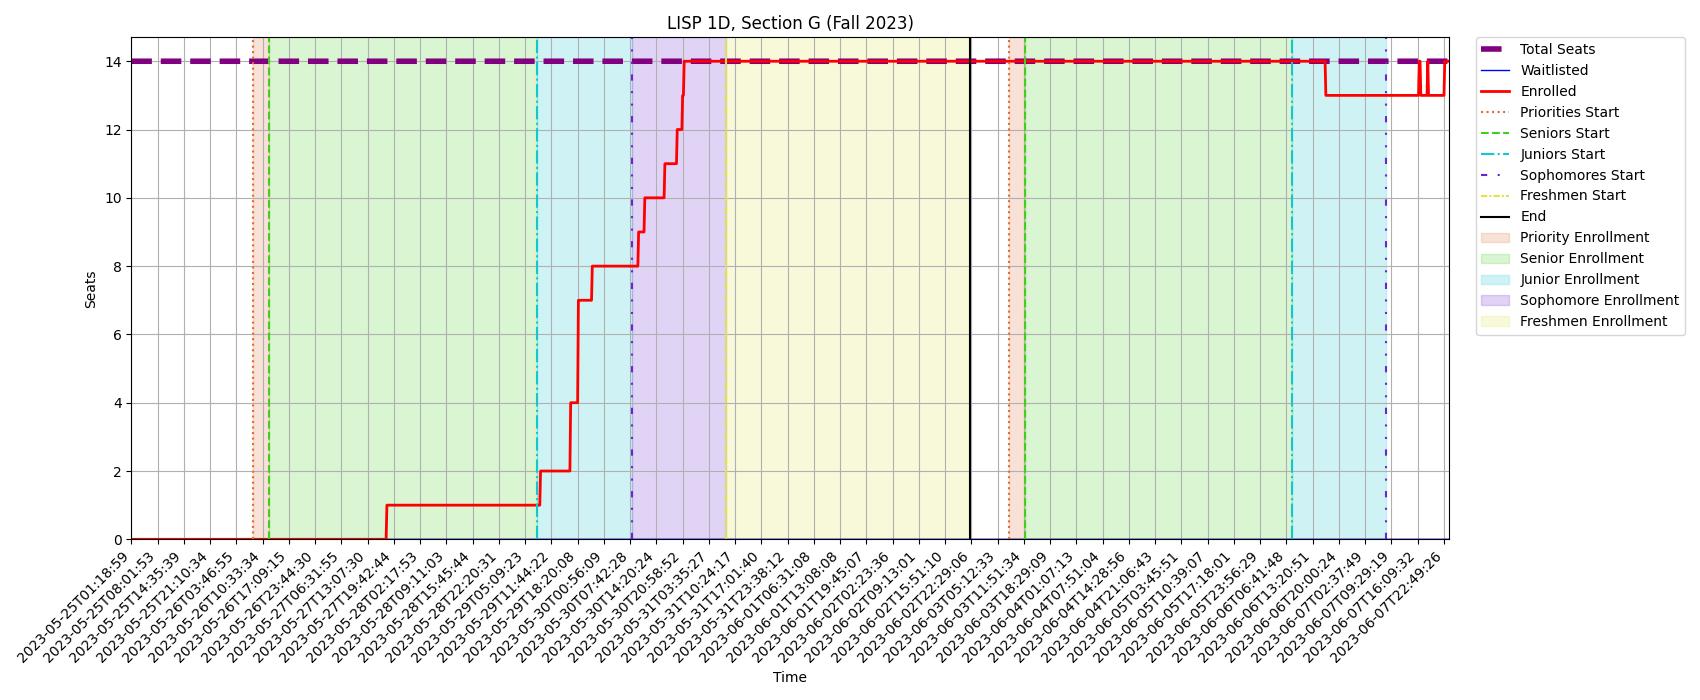 LISP 1D, Section G (Fall 2023)
Seats
14
12
10
8
6
4
2
0
2023-05-25T01:18:59
2023-05-25T08:01:53
2023-05-25T14:35:39
2023-05-25T21:10:34
2023-05-26T03:46:55
2023-05-26T10:33:34
2023-05-26T17:09:15
2023-05-26T23:44:30
2023-05-27T06:31:55
2023-05-27T13:07:30
2023-05-27T19:42:44
2023-05-28T02:17:53
2023-05-28T09:11:03
2023-05-28T15:45:44
2023-05-28T22:20:31
2023-05-29T05:09:23
2023-05-29T11:44:22
2023-05-29T18:20:08
2023-05-30T00:56:09
2023-05-30T07:42:28
2023-05-30T14:20:24
2023-05-30T20:58:52
2023-05-31T03:35:27
2023-05-31T10:24:17
2023-05-31T17:01:40
2023-05-31T23:38:12
2023-06-01T06:31:08
2023-06-01T13:08:08
2023-06-01T19:45:07
2023-06-02T02:23:36
2023-06-02T09:13:01
2023-06-02T15:51:10
2023-06-02T22:29:06
2023-06-03T05:12:33
2023-06-03T11:51:34
2023-06-03T18:29:09
2023-06-04T01:07:13
2023-06-04T07:51:04
2023-06-04T14:28:56
2023-06-04T21:06:43
2023-06-05T03:45:51
2023-06-05T10:39:07
2023-06-05T17:18:01
2023-06-05T23:56:29
2023-06-06T06:41:48
2023-06-06T13:20:51
2023-06-06T20:00:24
2023-06-07T02:37:49
2023-06-07T09:29:19
2023-06-07T16:09:32
2023-06-07T22:49:26
Time
Total Seats
Waitlisted
Enrolled
Priorities Start
Seniors Start
Juniors Start
Sophomores Start
Freshmen Start
End
Priority Enrollment
Senior Enrollment
Junior Enrollment
Sophomore Enrollment
Freshmen Enrollment